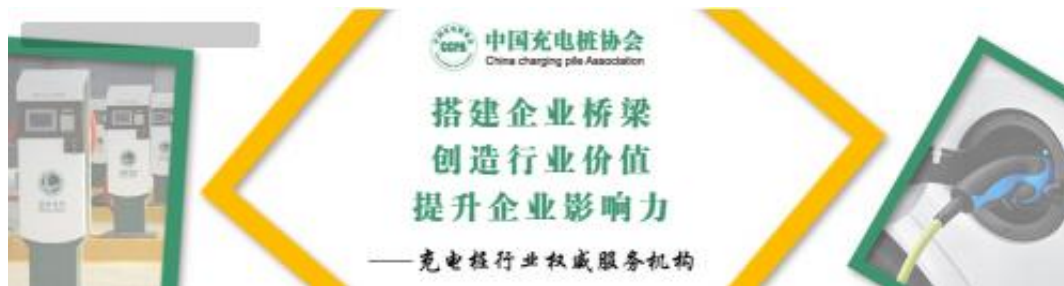 中国充电桩协会
China charging pile Association
搭建企业桥梁
创造行业价值
提升企业影响力
——充电桩行业权威服务机构